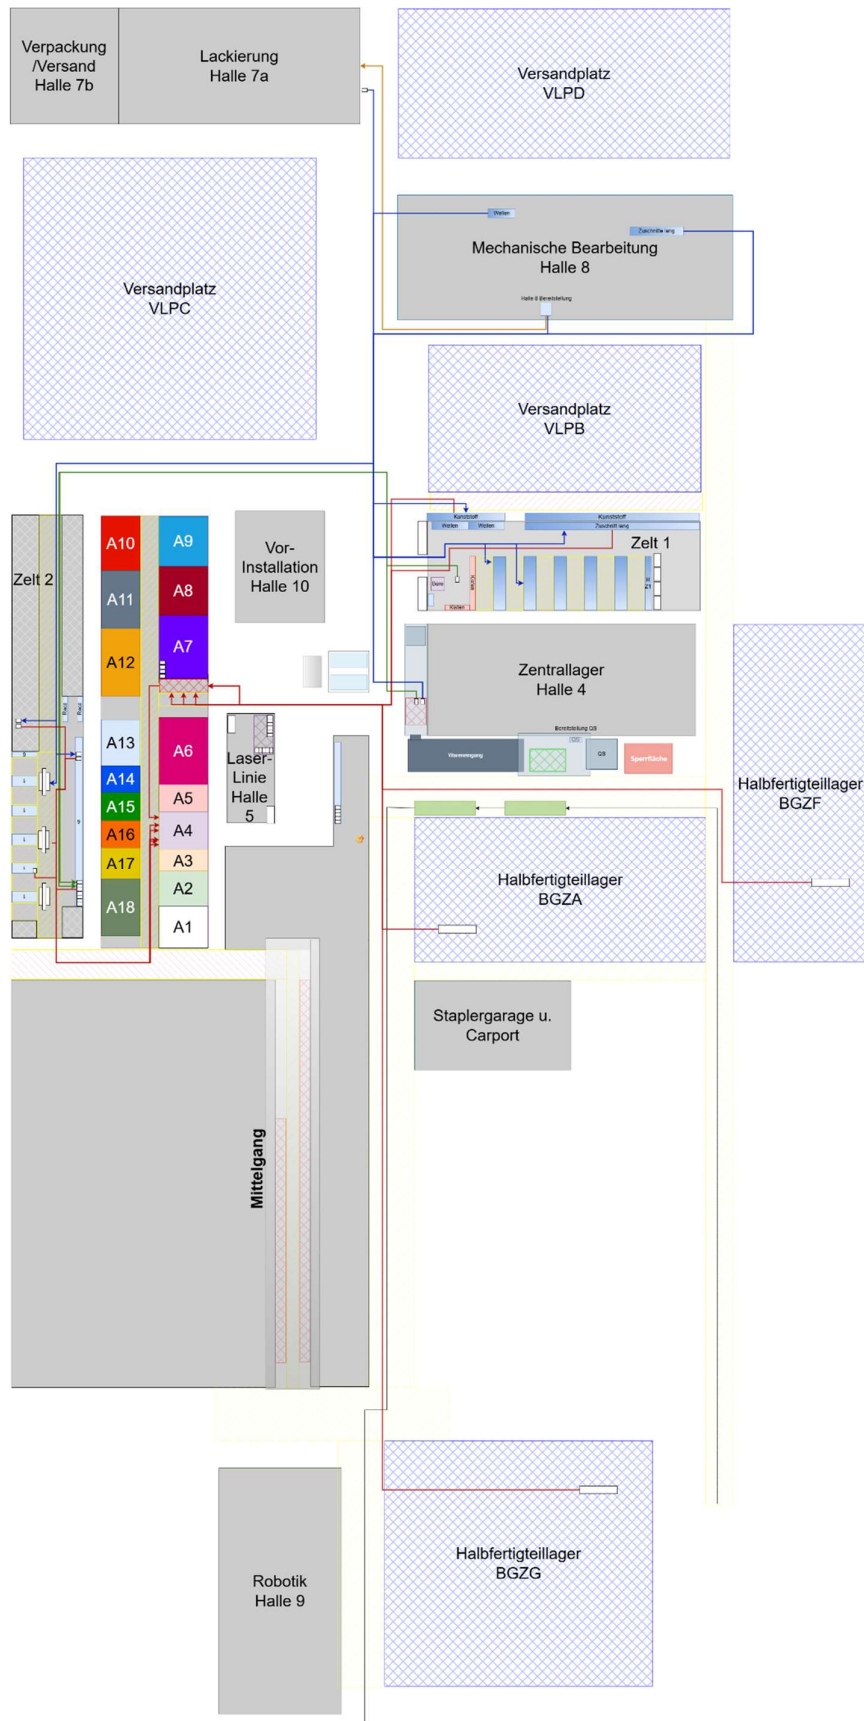 Verpackung
/Versand
Halle 7b
Lackierung
Halle 7a
Versandplatz
VLPD
Wellen
Zuschnitte lang
Mechanische Bearbeitung
Halle 8
Halle 8 Bereitstellung
Versandplatz
VLPC
Versandplatz
VLPB
Kunststoff
Kunststoff
Wellen
Wellen
Zuschnitt lang
Zelt 1
Zelt 2
A10
A9
Vor-
Installation
Halle 10
A11
A8
A12
A7
Zentrallager
Halle 4
Bereitstellung QS
Wareneingang
QS
QS
Sperrfläche
A13
A6
Laser-
Linie
Halle
5
A14
A15
A5
A16
A4
A17
A3
A18
A2
A1
Halbfertigteillager
BGZF
Halbfertigteillager
BGZA
Staplergarage u.
Carport
Mittelgang
Robotik
Halle 9
Halbfertigteillager
BGZG